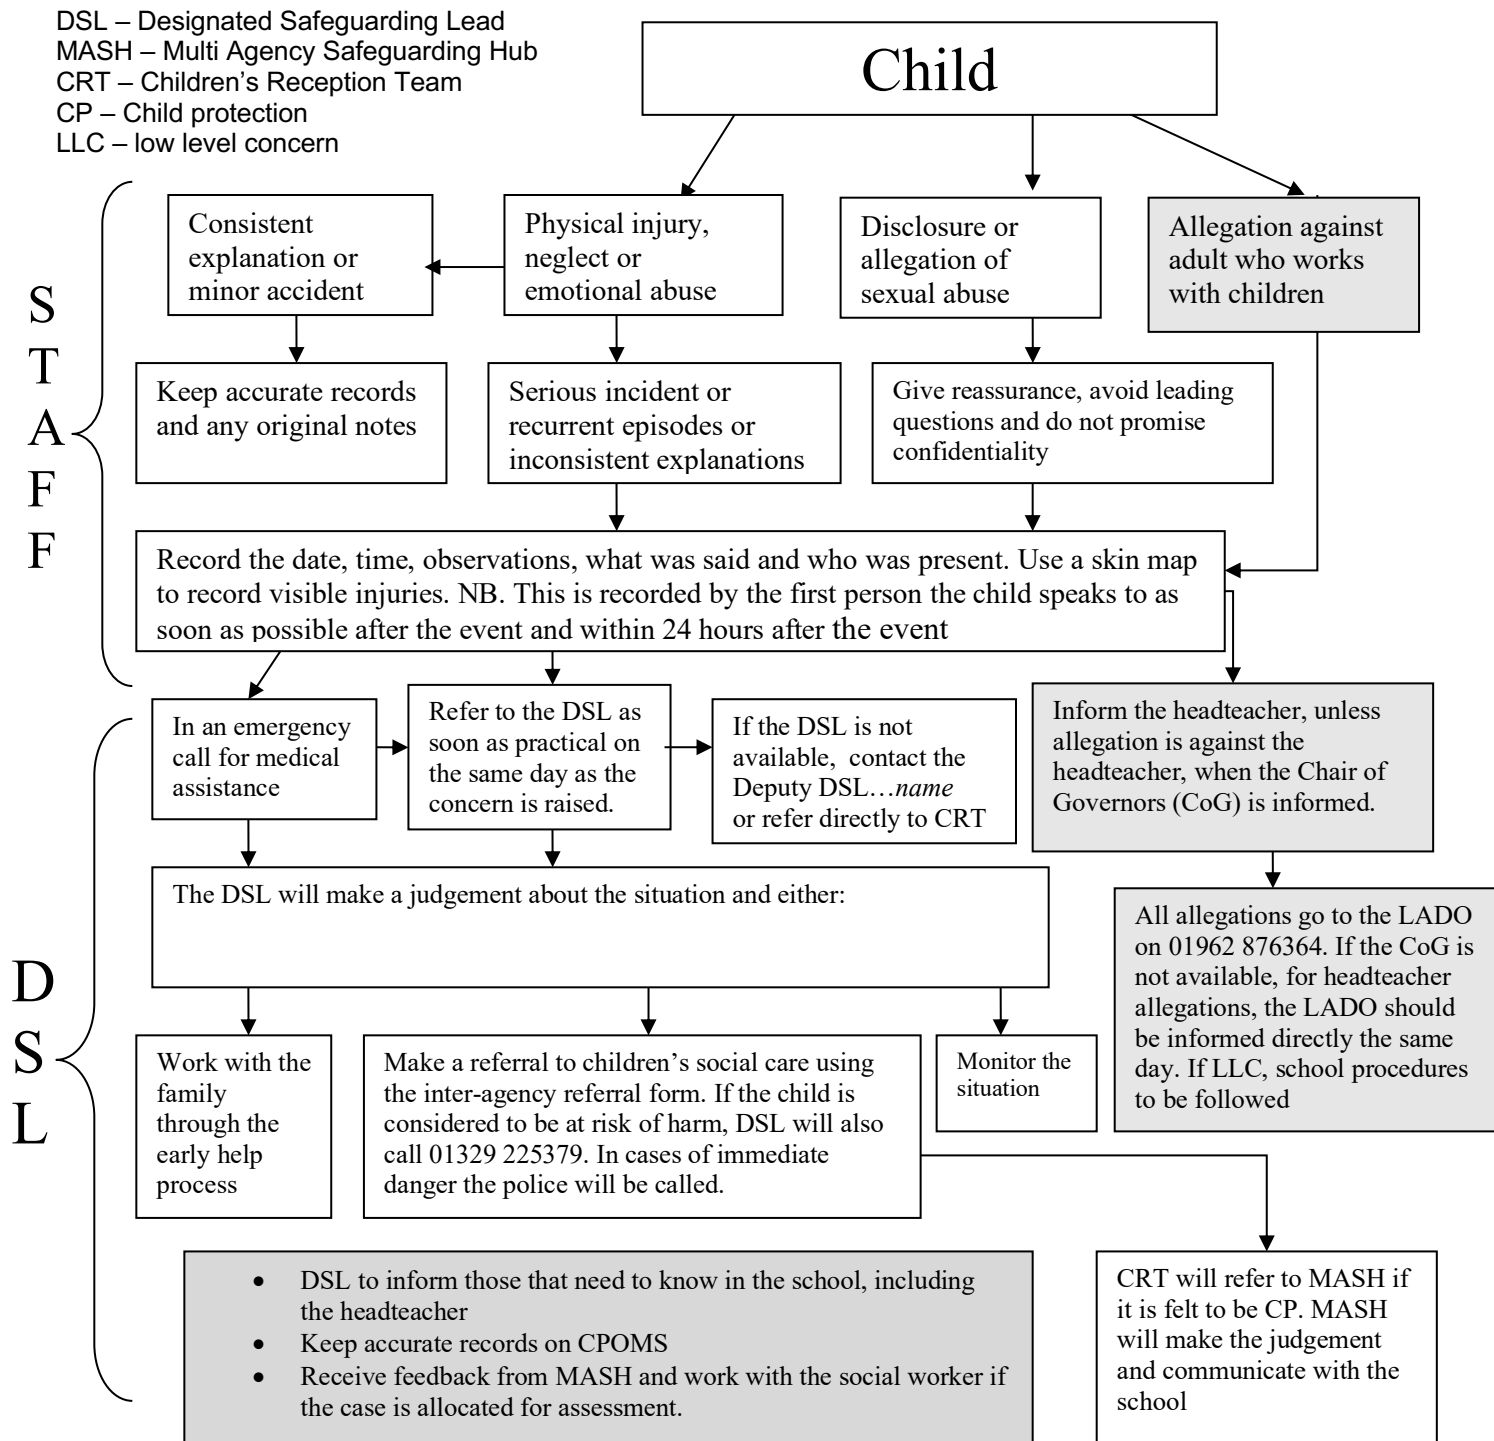 DSL – Designated Safeguarding Lead
MASH – Multi Agency Safeguarding Hub
CRT – Children's Reception Team
CP – Child protection
LLC – low level concern
Child
S
T
A
F
F
Consistent
explanation or
minor accident
Physical injury,
neglect or
emotional abuse
Disclosure or
allegation of
sexual abuse
Allegation against
adult who works
with children
Keep accurate records
and any original notes
Serious incident or
recurrent episodes or
inconsistent explanations
Give reassurance, avoid leading
questions and do not promise
confidentiality
Record the date, time, observations, what was said and who was present. Use a skin map
to record visible injuries. NB. This is recorded by the first person the child speaks to as
soon as possible after the event and within 24 hours after the event
D
S
L
In an emergency
call for medical
assistance
Refer to the DSL as
soon as practical on
the same day as the
concern is raised.
If the DSL is not
available, contact the
Deputy DSL…name
or refer directly to CRT
Inform the headteacher, unless
allegation is against the
headteacher, when the Chair of
Governors (CoG) is informed.
The DSL will make a judgement about the situation and either:
All allegations go to the LADO
on 01962 876364. If the CoG is
not available, for headteacher
allegations, the LADO should
be informed directly the same
day. If LLC, school procedures
to be followed
Work with the
family
through the
early help
process
Make a referral to children's social care using
the inter-agency referral form. If the child is
considered to be at risk of harm, DSL will also
call 01329 225379. In cases of immediate
danger the police will be called.
Monitor the
situation
• DSL to inform those that need to know in the school, including
the headteacher
• Keep accurate records on CPOMS
• Receive feedback from MASH and work with the social worker if
the case is allocated for assessment.
CRT will refer to MASH if
it is felt to be CP. MASH
will make the judgement
and communicate with the
school